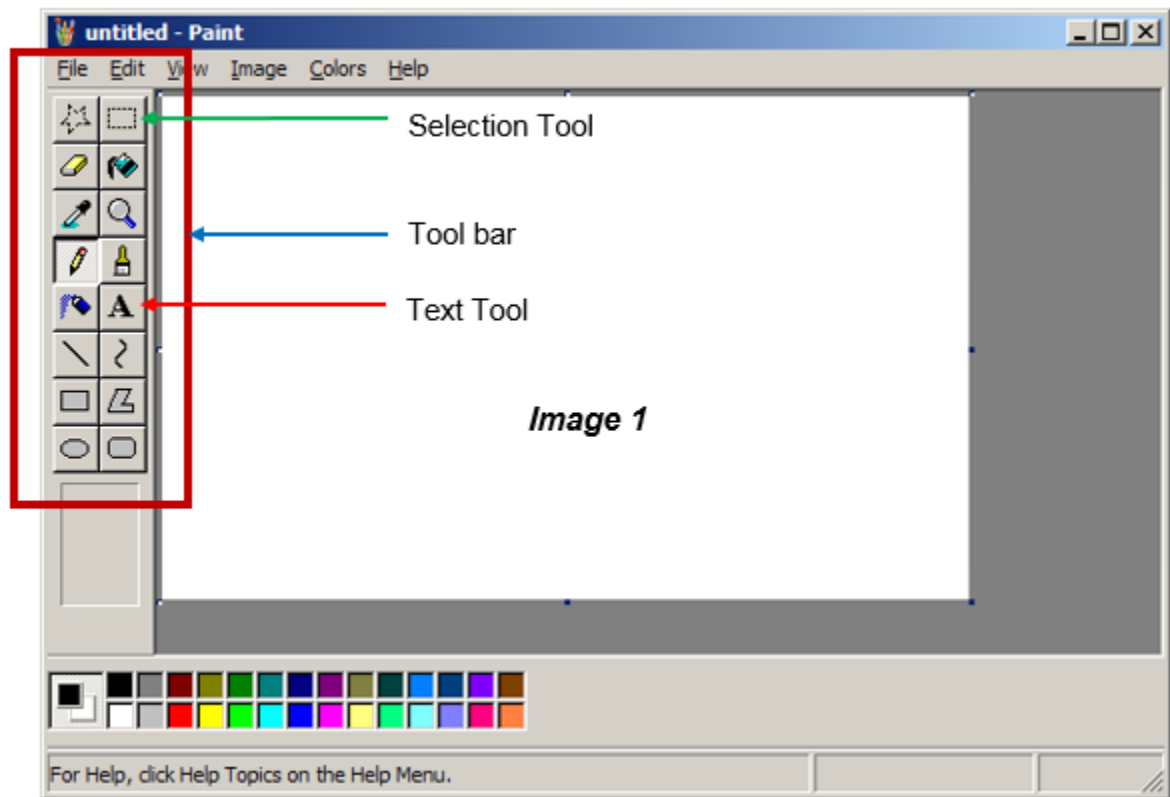 untitled - Paint
File Edit View Image Colors Help
Selection Tool
Tool bar
A
Text Tool
Image 1
For Help, click Help Topics on the Help Menu.